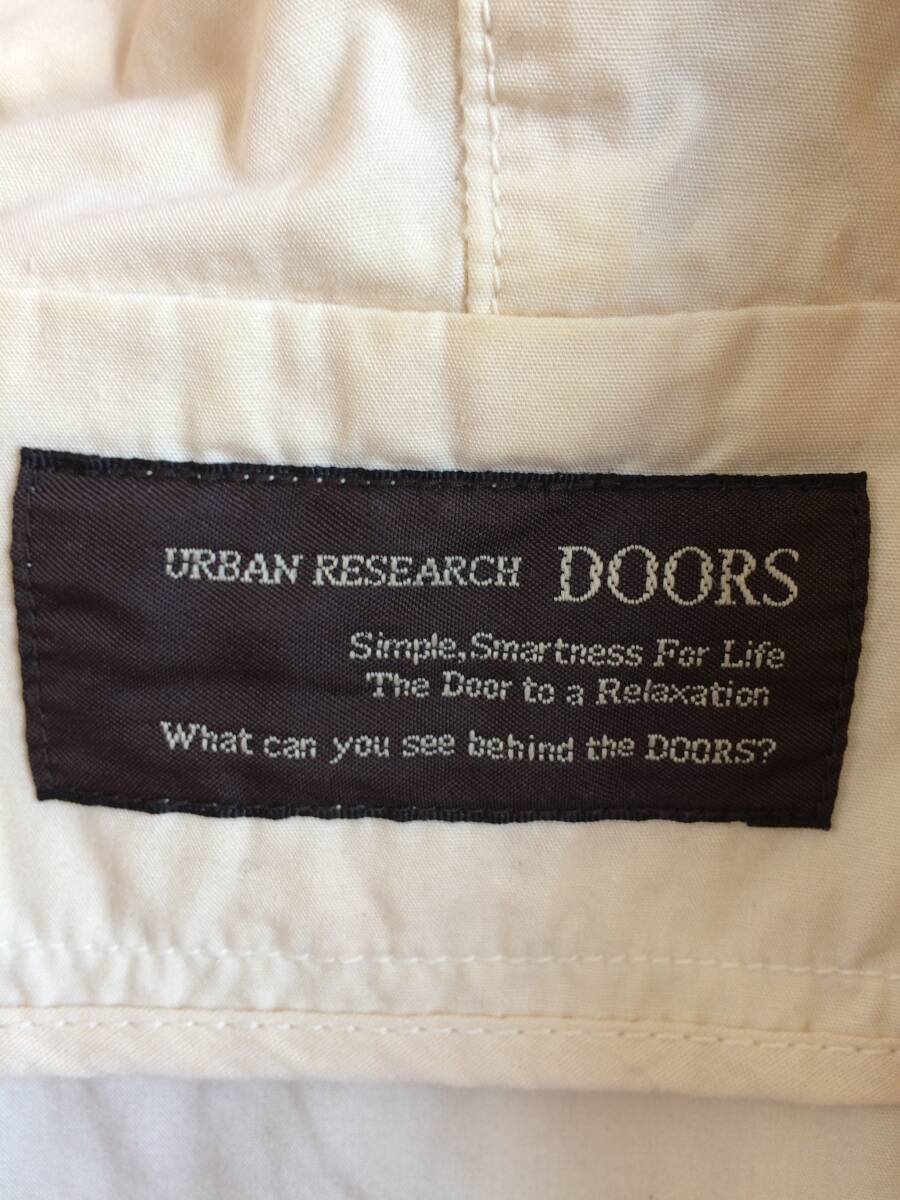 URBAN RESEARCH DOORS
Simple, Smartness For Life
The Door to a Relaxation
What can you see behind the DOORS?